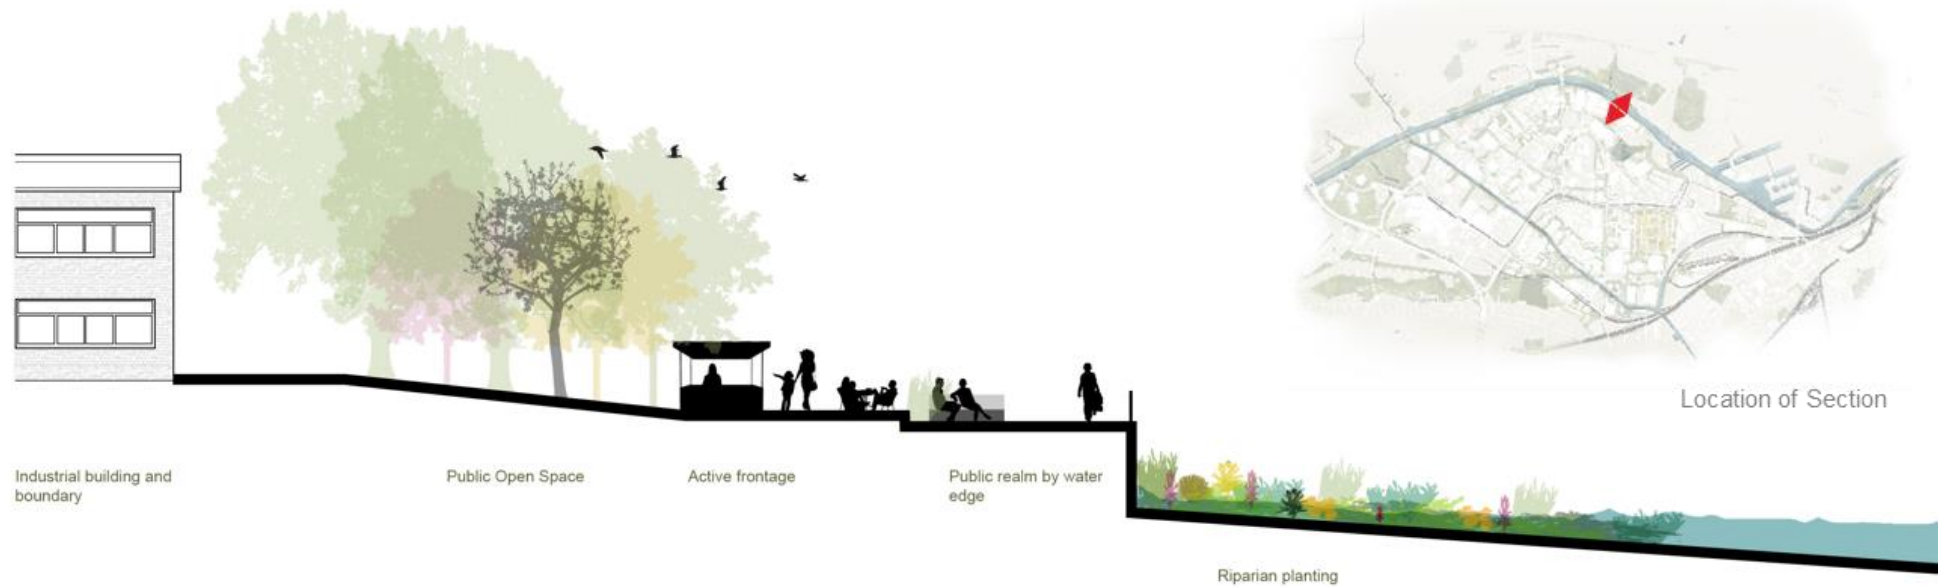 Location of Section
Industrial building and
boundary
Public Open Space
Active frontage
Public realm by water
edge
Riparian planting